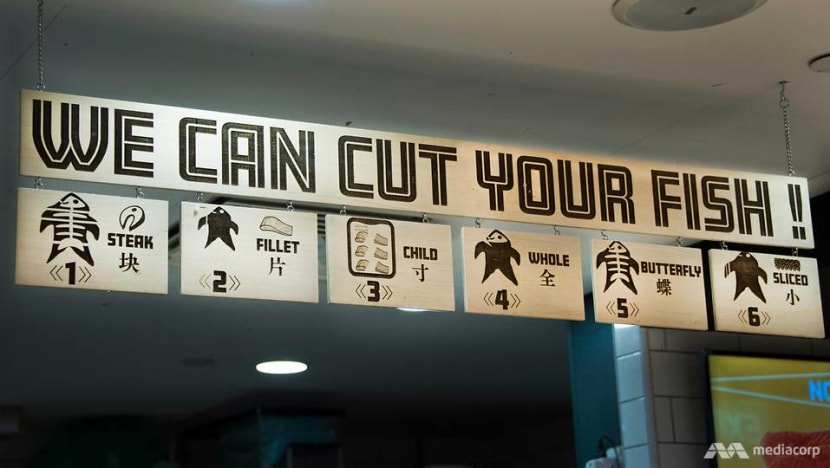 WE CAN CUT YOUR FISH !!
STEAK
块
1
FILLET
片
2
CHILD
寸
3
WHOLE
全
4
BUTTERFLY
蝶
5
SLICED
小
6
mediacorp